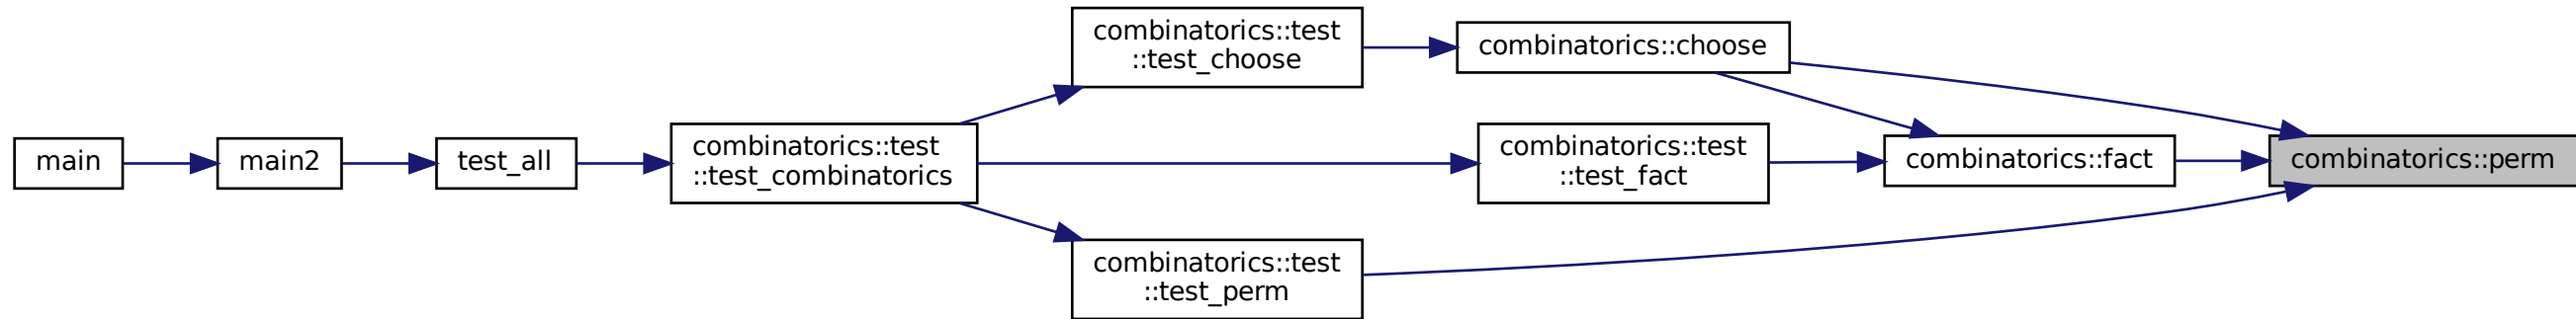 main
main2
test_all
combinatorics::test
::test_combinatorics
combinatorics::test
::test_choose
combinatorics::test
::test_fact
combinatorics::test
::test_perm
combinatorics::choose
combinatorics::fact
combinatorics::perm